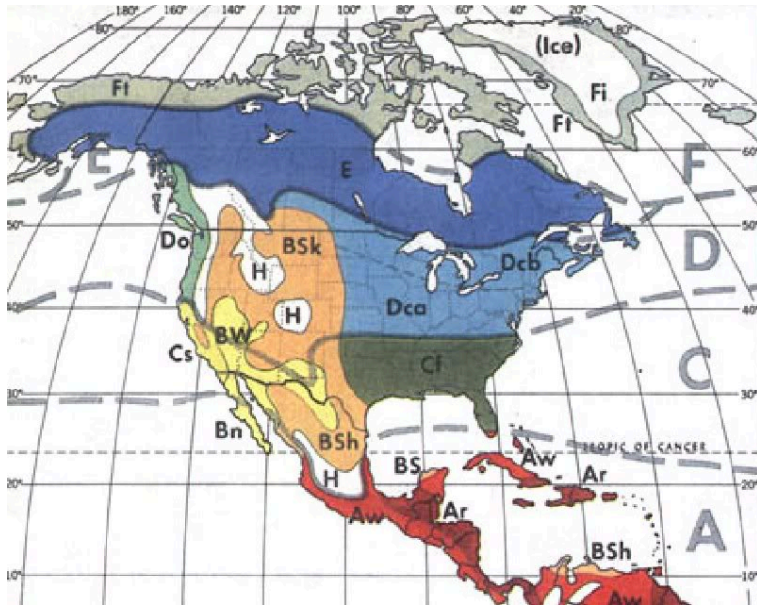 180° 160° 140° 120° 100° 80° 60° 40° 20°
80°
80°
(Ice)
Ft
Fi
70°
70°
Ft
60°
60°
E
E
F
50°
50°
Do
BSk
D
H
Dcb
40°
40°
Dca
H
BW
Cs
Cf
C
30°
30°
Bn
BSh
TROPIC OF CANCER
Aw
BS
H
Ar
20°
20°
Aw
Ar
A
BSh
10°
10°
Aw